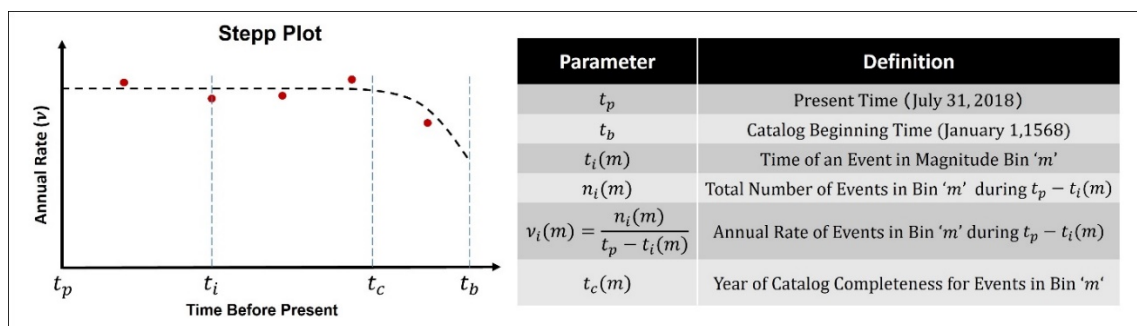 Stepp Plot
Annual Rate (ν)
t_p
t_i
t_c
t_b
Time Before Present
Parameter Definition
t_p Present Time (July 31, 2018)
t_b Catalog Beginning Time (January 1,1568)
t_i(m) Time of an Event in Magnitude Bin ‘m’
n_i(m) Total Number of Events in Bin ‘m’ during t_p − t_i(m)
ν_i(m) = n_i(m) / (t_p − t_i(m)) Annual Rate of Events in Bin ‘m’ during t_p − t_i(m)
t_c(m) Year of Catalog Completeness for Events in Bin ‘m‘